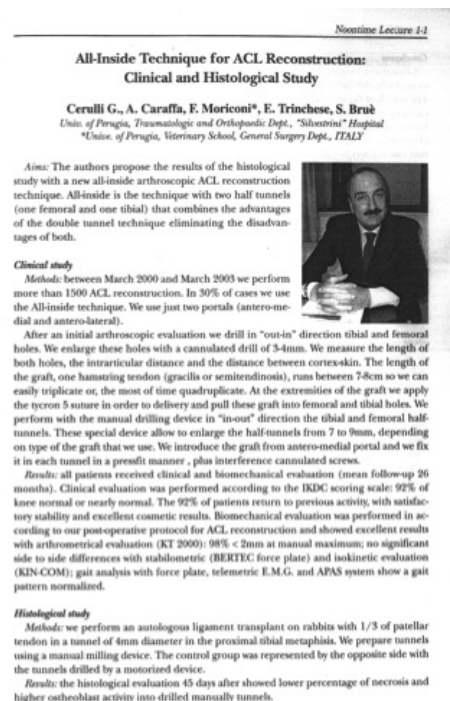 Noontime Lecture 1-1
All-Inside Technique for ACL Reconstruction:
Clinical and Histological Study
Cerulli G., A. Caraffa, F. Moriconi*, E. Trinchese, S. Bruè
Univ. of Perugia, Traumatologic and Orthopaedic Dept., "Silvestrini" Hospital
*Univ. of Perugia, Veterinary School, General Surgery Dept., ITALY
Aims: The authors propose the results of the histological
study with a new all-inside arthroscopic ACL reconstruction
technique. All-inside is the technique with two half tunnels
(one femoral and one tibial) that combines the advantages
of the double tunnel technique eliminating the disadvan-
tages of both.
Clinical study
Methods: between March 2000 and March 2003 we perform
more than 1500 ACL reconstruction. In 30% of cases we use
the All-inside technique. We use just two portals (antero-me-
dial and antero-lateral).
After an initial arthroscopic evaluation we drill in "out-in" direction tibial and femoral
holes. We enlarge these holes with a cannulated drill of 3-4mm. We measure the length of
both holes, the intrarticular distance and the distance between cortex-skin. The length of
the graft, one hamstring tendon (gracilis or semitendinosis), runs between 7-8cm so we can
easily triplicate or, the most of time quadruplicate. At the extremities of the graft we apply
the tycron 5 suture in order to delivery and pull these graft into femoral and tibial holes. We
perform with the manual drilling device in "in-out" direction the tibial and femoral half-
tunnels. These special device allow to enlarge the half-tunnels from 7 to 9mm, depending
on type of the graft that we use. We introduce the graft from antero-medial portal and we fix
it in each tunnel in a pressfit manner , plus interference cannulated screws.
Results: all patients received clinical and biomechanical evaluation (mean follow-up 26
months). Clinical evaluation was performed according to the IKDC scoring scale: 92% of
knee normal or nearly normal. The 92% of patients return to previous activity, with satisfac-
tory stability and excellent cosmetic results. Biomechanical evaluation was performed in ac-
cording to our post-operative protocol for ACL reconstruction and showed excellent results
with arthrometrical evaluation (KT 2000): 98% < 2mm at manual maximum; no significant
side to side differences with stabilometric (BERTEC force plate) and isokinetic evaluation
(KIN-COM); gait analysis with force plate, telemetric E.M.G. and APAS system show a gait
pattern normalized.
Histological study
Methods: we perform an autologous ligament transplant on rabbits with 1/3 of patellar
tendon in a tunnel of 4mm diameter in the proximal tibial metaphisis. We prepare tunnels
using a manual milling device. The control group was represented by the opposite side with
the tunnels drilled by a motorized device.
Results: the histological evaluation 45 days after showed lower percentage of necrosis and
higher ostheoblast activity into drilled manually tunnels.